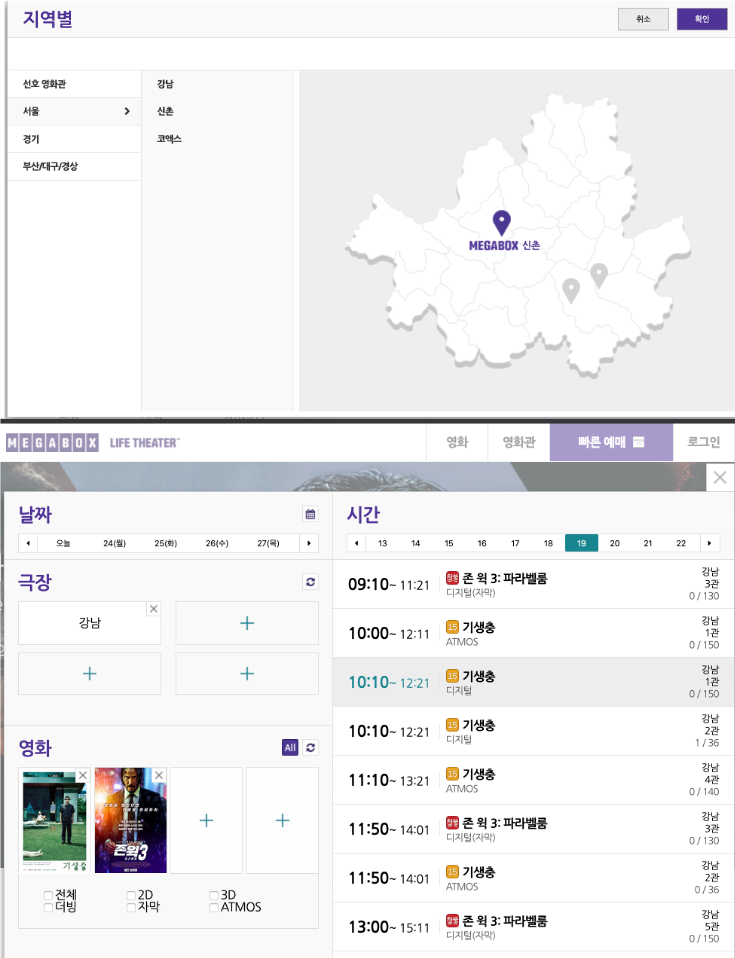 지역별
취소
확인
선호 영화관
서울
경기
부산/대구/경상
강남
신촌
코엑스
MEGABOX 신촌
MEGABOX LIFE THEATER™
영화
영화관
빠른 예매
로그인
날짜
오늘 24(월) 25(화) 26(수) 27(목)
극장
강남
영화
All
기생충
존 윅 3
전체 2D 3D
더빙 자막 ATMOS
시간
13 14 15 16 17 18 19 20 21 22
09:10~ 11:21 청불 존 윅 3: 파라벨룸 강남
디지털(자막) 3관
0 / 130
10:00~ 12:11 15 기생충 강남
ATMOS 1관
0 / 150
10:10~ 12:21 15 기생충 강남
디지털 1관
0 / 150
10:10~ 12:21 15 기생충 강남
디지털 2관
1 / 36
11:10~ 13:21 15 기생충 강남
ATMOS 4관
0 / 140
11:50~ 14:01 청불 존 윅 3: 파라벨룸 강남
디지털(자막) 3관
0 / 130
11:50~ 14:01 15 기생충 강남
ATMOS 2관
0 / 36
13:00~ 15:11 청불 존 윅 3: 파라벨룸 강남
디지털(자막) 5관
0 / 150